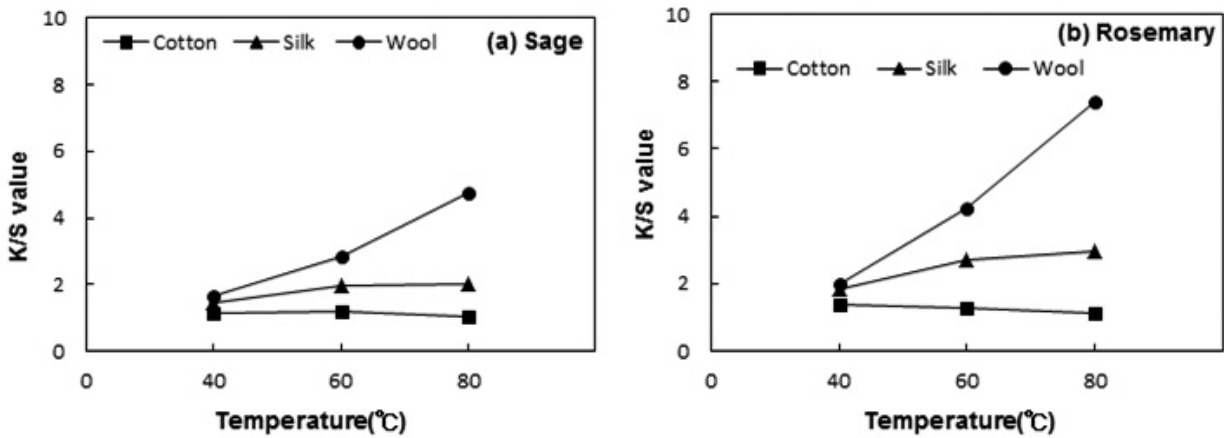 (a) Sage
Cotton Silk Wool
K/S value
10
8
6
4
2
0
0 40 60 80
Temperature(℃)
(b) Rosemary
Cotton Silk Wool
K/S value
10
8
6
4
2
0
0 40 60 80
Temperature(℃)